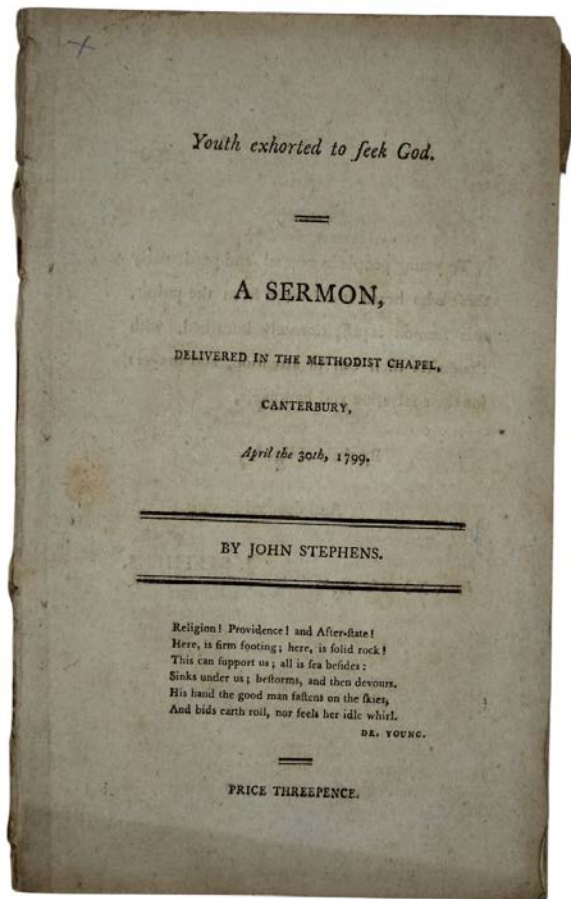 Youth exhorted to ſeek God.
A SERMON,
DELIVERED IN THE METHODIST CHAPEL,
CANTERBURY,
April the 30th, 1799.
BY JOHN STEPHENS.
Religion! Providence! and After-ſtate!
Here, is firm footing; here, is ſolid rock!
This can ſupport us; all is ſea beſides:
Sinks under us; beſtorms, and then devours.
His hand the good man faſtens on the ſkies,
And bids earth roll, nor feels her idle whirl.
DR. YOUNG.
PRICE THREEPENCE.